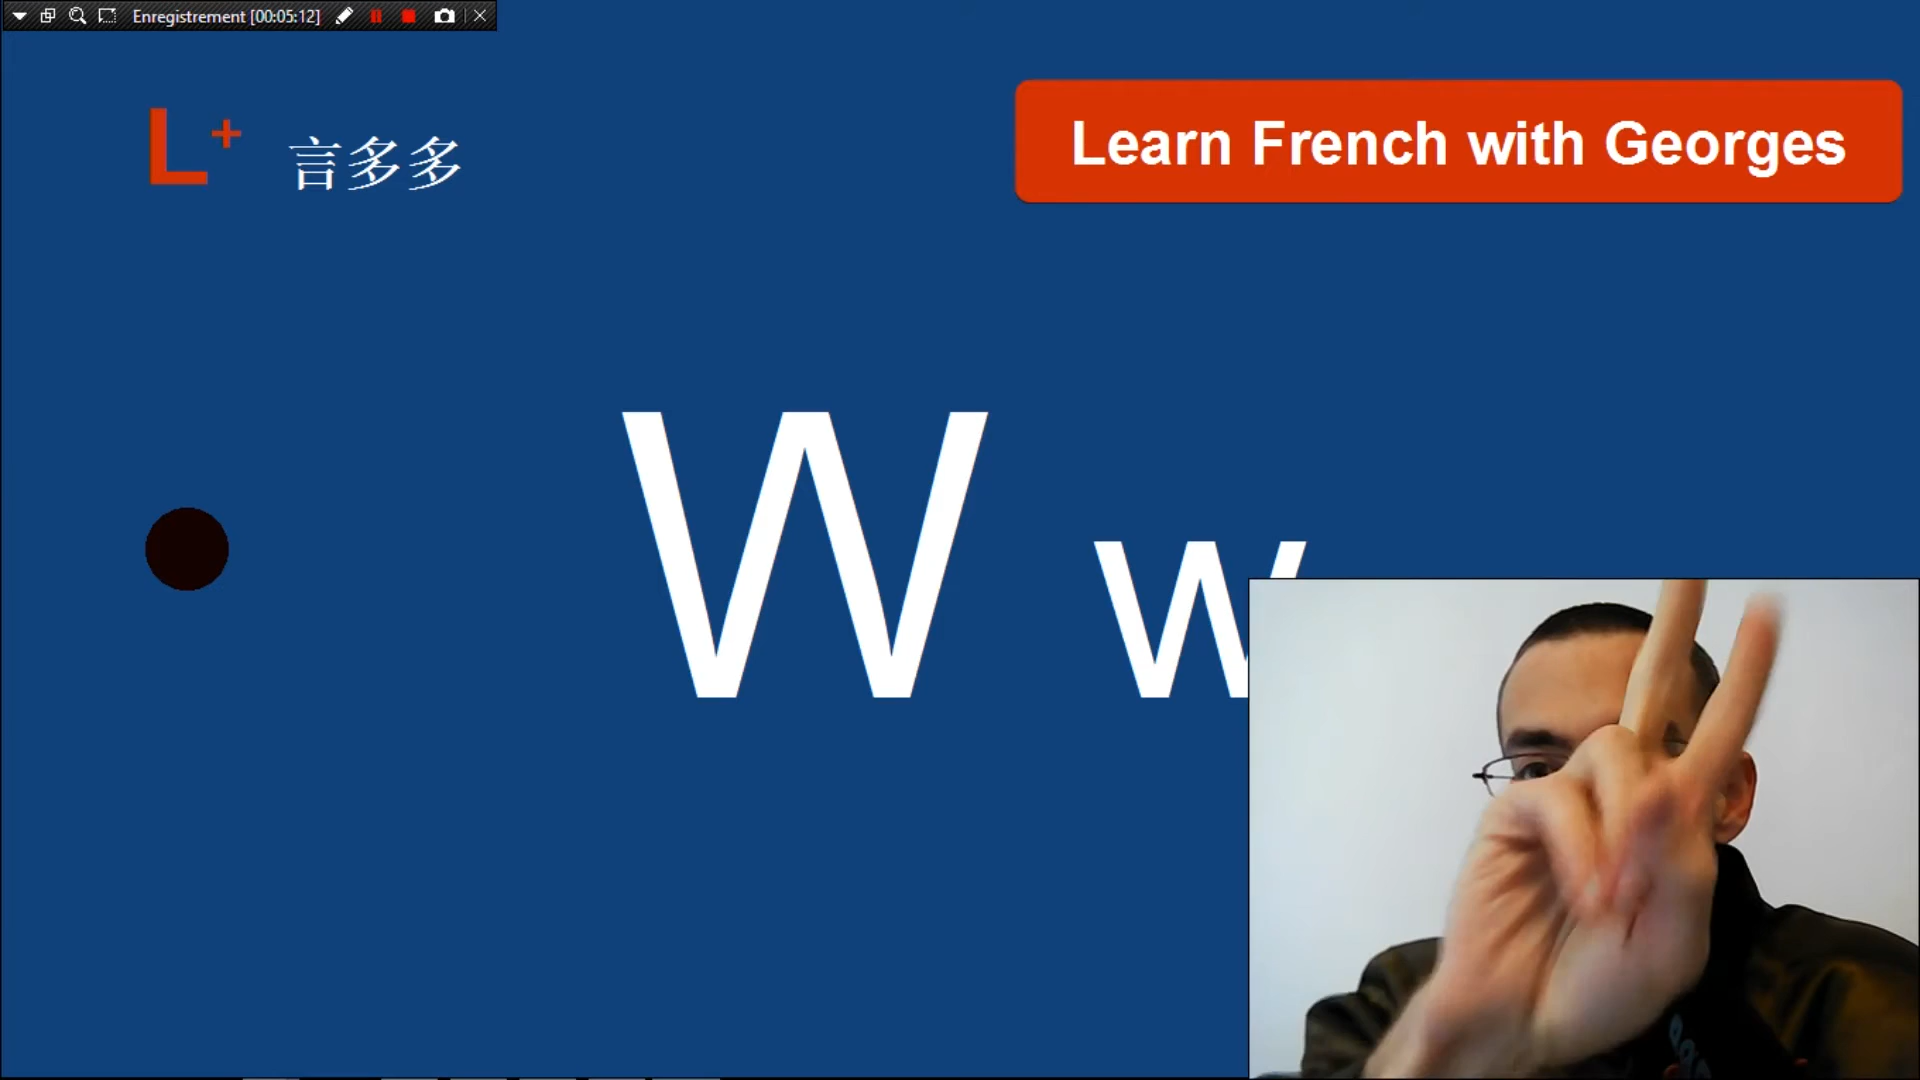 Enregistrement [00:05:12]
L+ 言多多
Learn French with Georges
W w